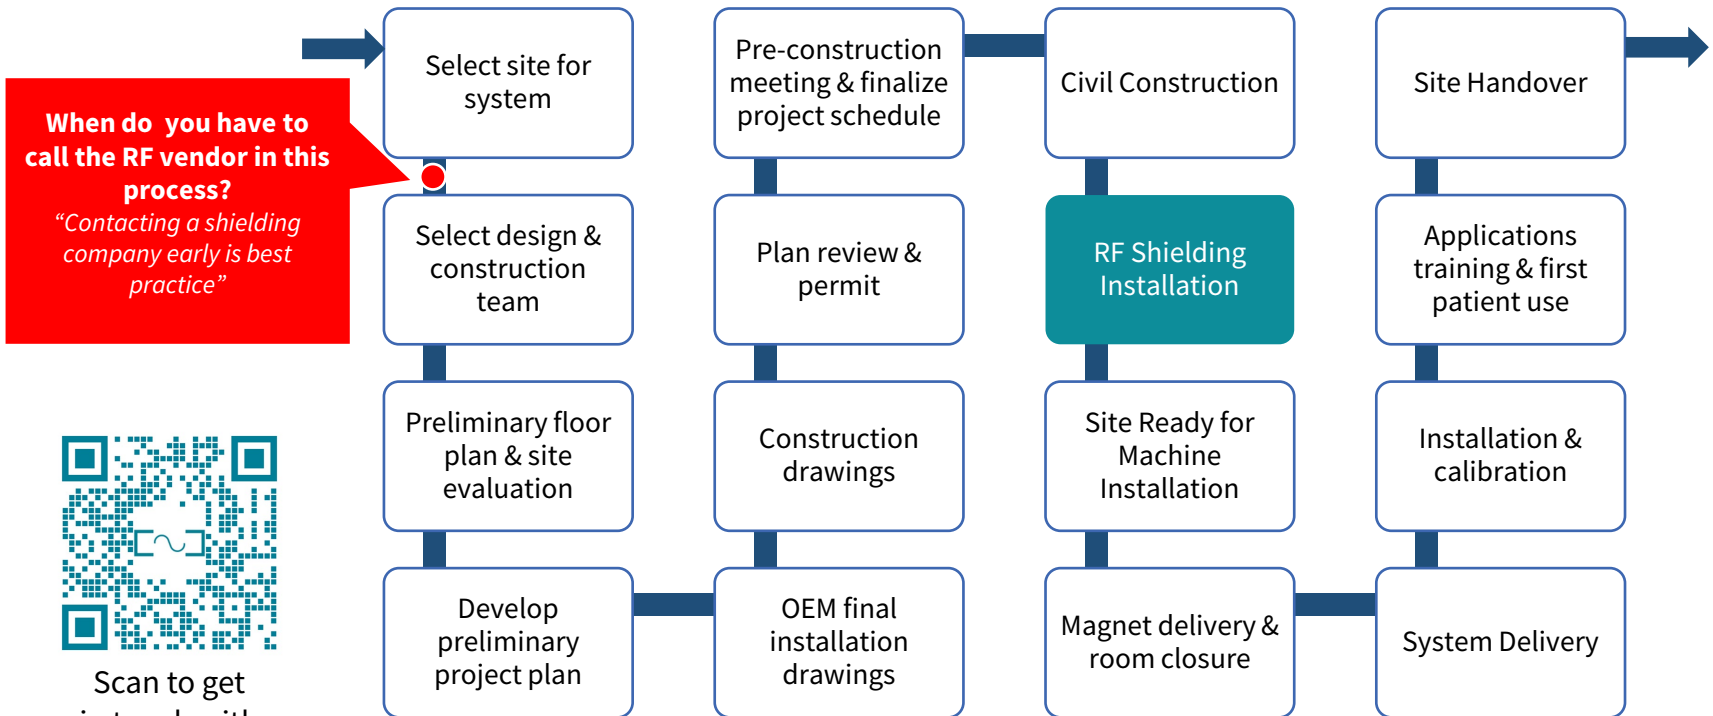 When do  you have to
call the RF vendor in this
process?
“Contacting a shielding
company early is best
practice”
Scan to get
Select site for
system
Select design &
construction
team
Preliminary floor
plan & site
evaluation
Develop
preliminary
project plan
OEM final
installation
drawings
Construction
drawings
Plan review &
permit
Pre-construction
meeting & finalize
project schedule
Civil Construction
RF Shielding
Installation
Site Ready for
Machine
Installation
Magnet delivery &
room closure
System Delivery
Installation &
calibration
Applications
training & first
patient use
Site Handover